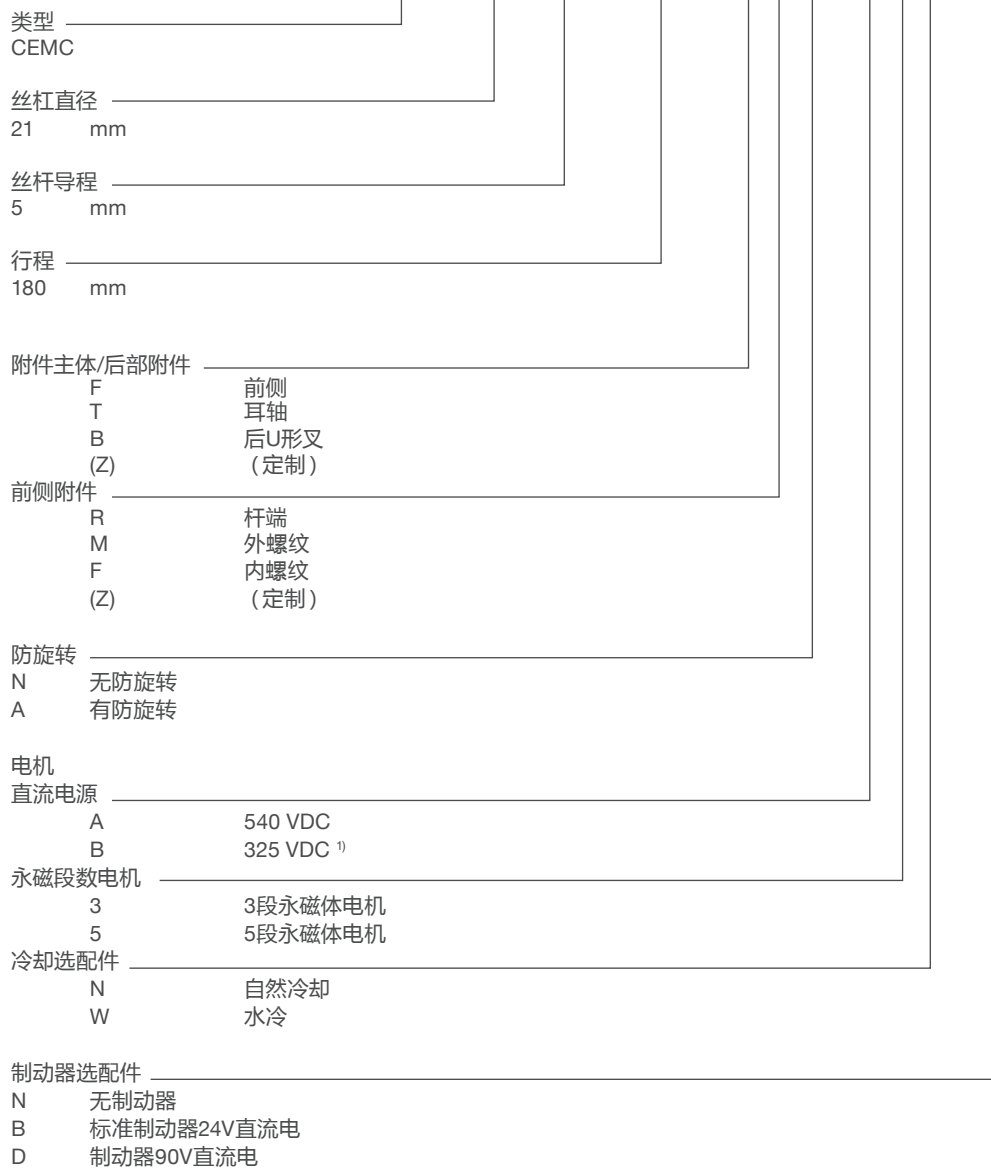 类型
CEMC
丝杠直径
21 mm
丝杆导程
5 mm
行程
180 mm
附件主体/后部附件
F 前侧
T 耳轴
B 后U形叉
(Z) （定制）
前侧附件
R 杆端
M 外螺纹
F 内螺纹
(Z) （定制）
防旋转
N 无防旋转
A 有防旋转
电机
直流电源
A 540 VDC
B 325 VDC 1)
永磁段数电机
3 3段永磁体电机
5 5段永磁体电机
冷却选配件
N 自然冷却
W 水冷
制动器选配件
N 无制动器
B 标准制动器24V直流电
D 制动器90V直流电